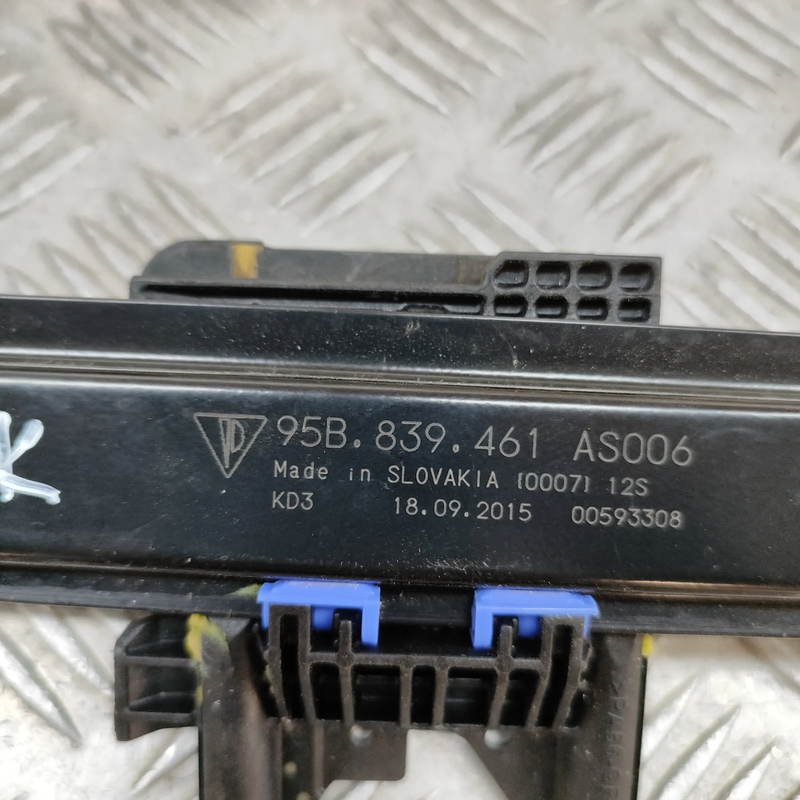 95B.839.461 AS006
Made in SLOVAKIA [0007] 12S
KD3 18.09.2015 00593308